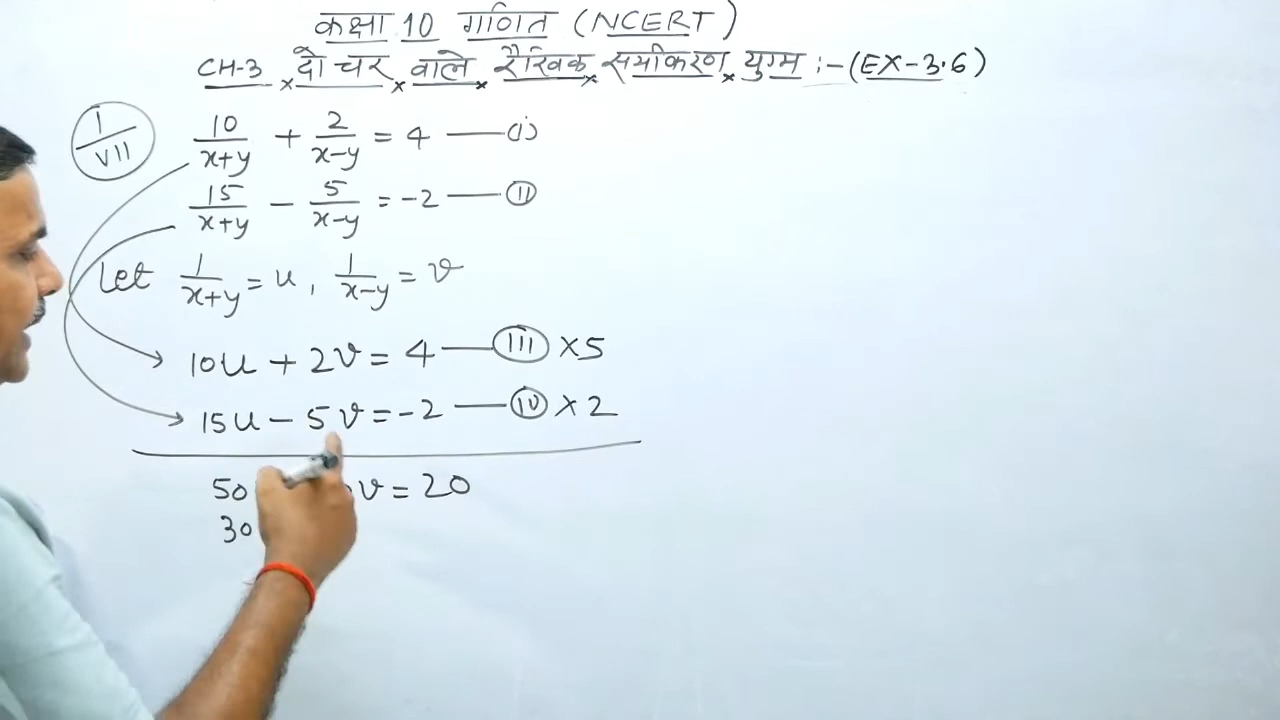 कक्षा 10 गणित (NCERT)
CH-3 दो चर वाले रैखिक समीकरण युग्म :- (EX-3.6)
1/VII 10/(x+y) + 2/(x-y) = 4 —(i)
15/(x+y) - 5/(x-y) = -2 —(II)
Let 1/(x+y) = u, 1/(x-y) = v
10u + 2v = 4 —(III) ×5
15u - 5v = -2 —(IV) ×2
50 v = 20
30